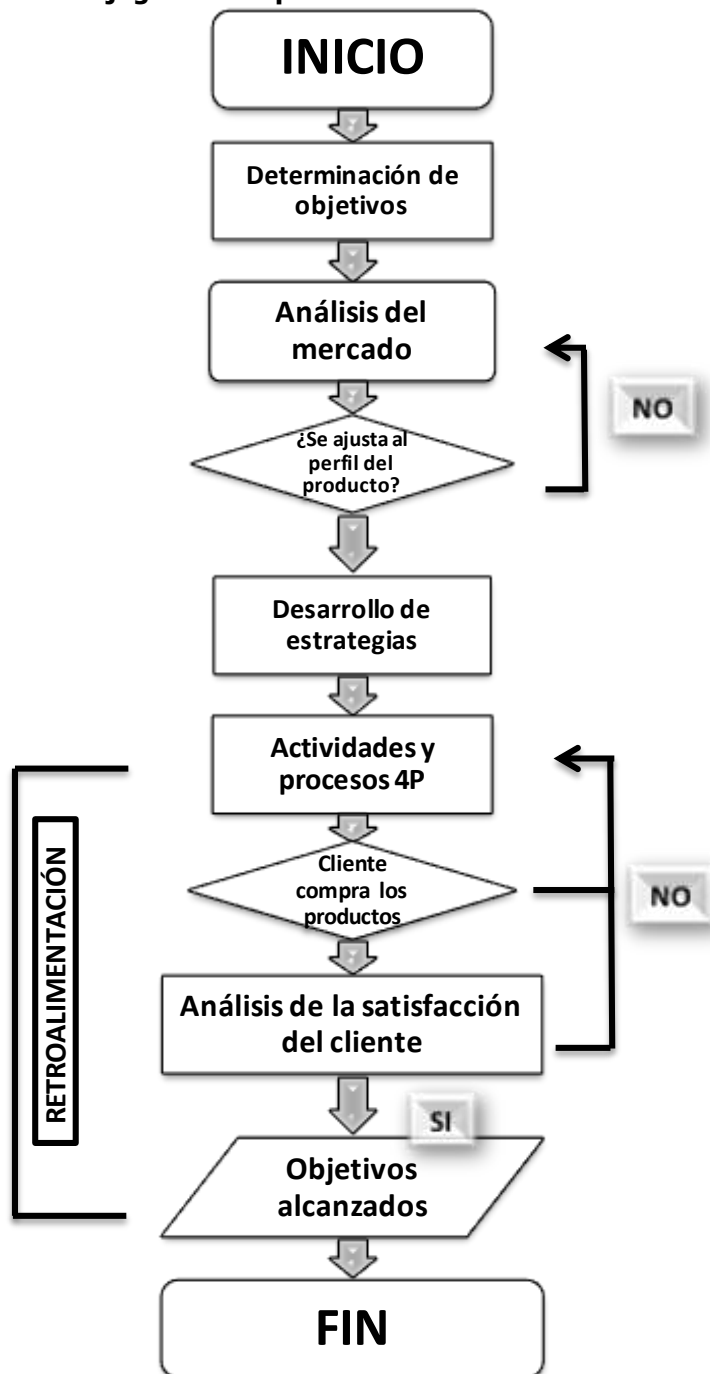 INICIO
Determinación de
objetivos
Análisis del
mercado
NO
¿Se ajusta al
perfil del
producto?
Desarrollo de
estrategias
Actividades y
procesos 4P
RETROALIMENTACIÓN
Cliente
compra los
productos
NO
Análisis de la satisfacción
del cliente
SI
Objetivos
alcanzados
FIN